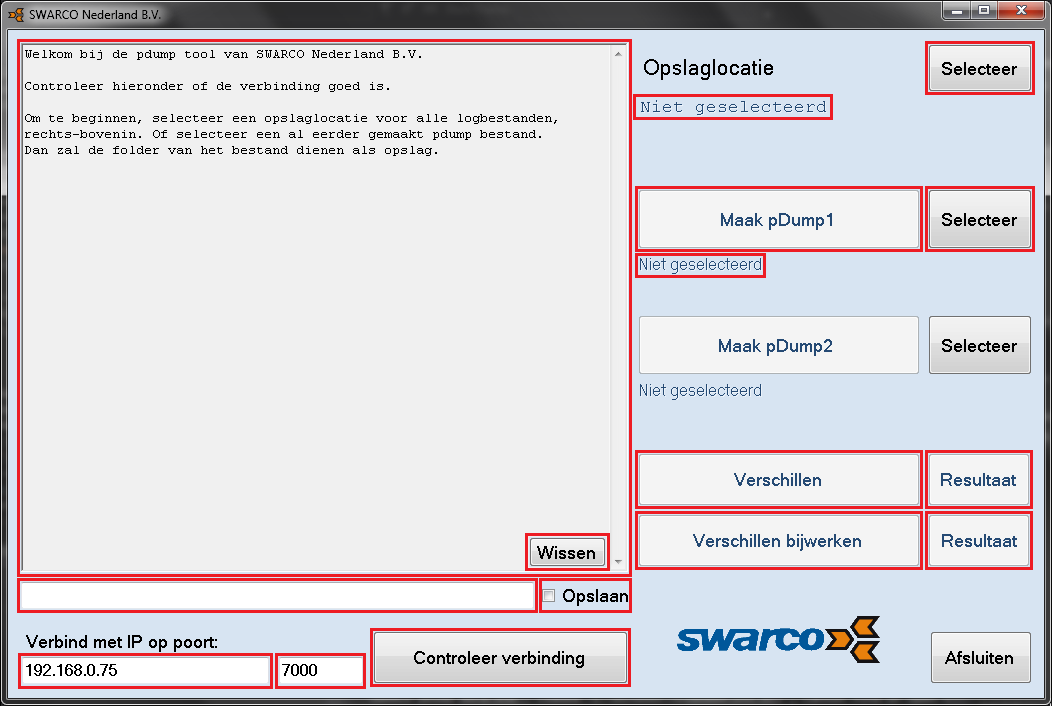 SWARCO Nederland B.V.
Welkom bij de pdump tool van SWARCO Nederland B.V.
Controleer hieronder of de verbinding goed is.
Om te beginnen, selecteer een opslaglocatie voor alle logbestanden,
rechts-bovenin. Of selecteer een al eerder gemaakt pdump bestand.
Dan zal de folder van het bestand dienen als opslag.
Wissen
Opslaan
Verbind met IP op poort:
192.168.0.75
7000
Controleer verbinding
Opslaglocatie
Selecteer
Niet geselecteerd
Maak pDump1
Selecteer
Niet geselecteerd
Maak pDump2
Selecteer
Niet geselecteerd
Verschillen
Resultaat
Verschillen bijwerken
Resultaat
swarco
Afsluiten